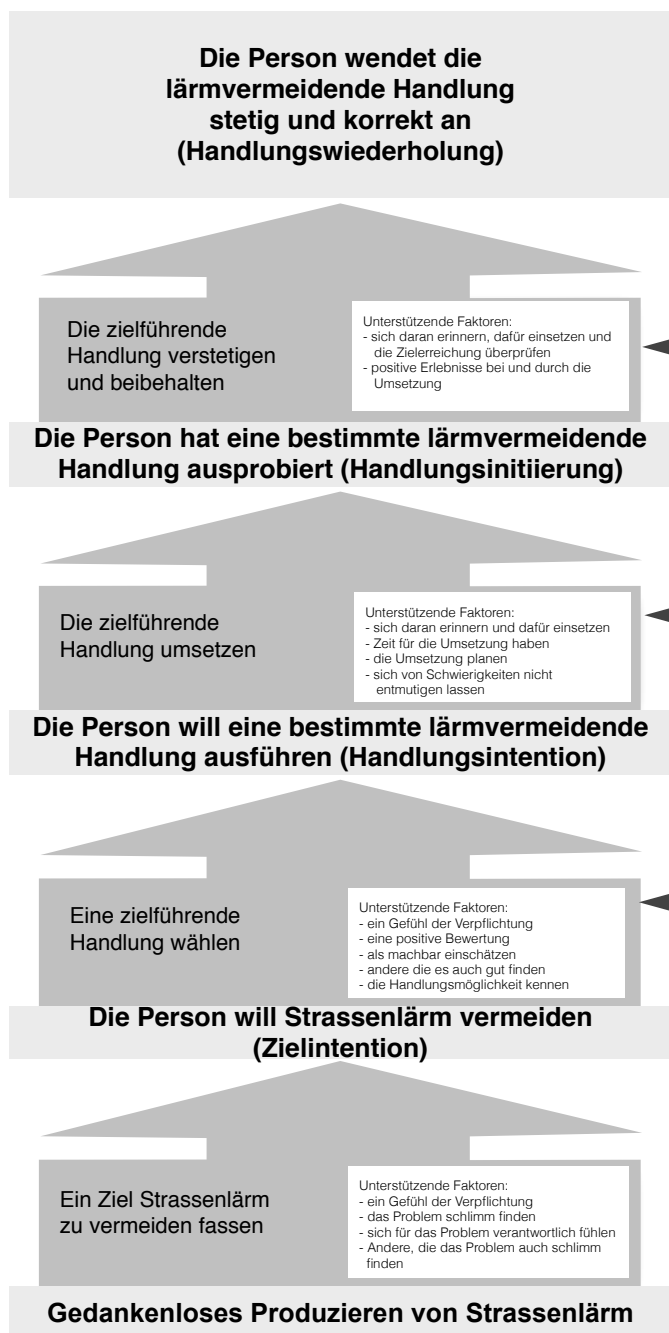 Die Person wendet die
lärmvermeidende Handlung
stetig und korrekt an
(Handlungswiederholung)
Die zielführende
Handlung verstetigen
und beibehalten
Unterstützende Faktoren:
- sich daran erinnern, dafür einsetzen und
die Zielerreichung überprüfen
- positive Erlebnisse bei und durch die
Umsetzung
Die Person hat eine bestimmte lärmvermeidende
Handlung ausprobiert (Handlungsinitiierung)
Die zielführende
Handlung umsetzen
Unterstützende Faktoren:
- sich daran erinnern und dafür einsetzen
- Zeit für die Umsetzung haben
- die Umsetzung planen
- sich von Schwierigkeiten nicht
entmutigen lassen
Die Person will eine bestimmte lärmvermeidende
Handlung ausführen (Handlungsintention)
Eine zielführende
Handlung wählen
Unterstützende Faktoren:
- ein Gefühl der Verpflichtung
- eine positive Bewertung
- als machbar einschätzen
- andere die es auch gut finden
- die Handlungsmöglichkeit kennen
Die Person will Strassenlärm vermeiden
(Zielintention)
Ein Ziel Strassenlärm
zu vermeiden fassen
Unterstützende Faktoren:
- ein Gefühl der Verpflichtung
- das Problem schlimm finden
- sich für das Problem verantwortlich fühlen
- Andere, die das Problem auch schlimm
finden
Gedankenloses Produzieren von Strassenlärm